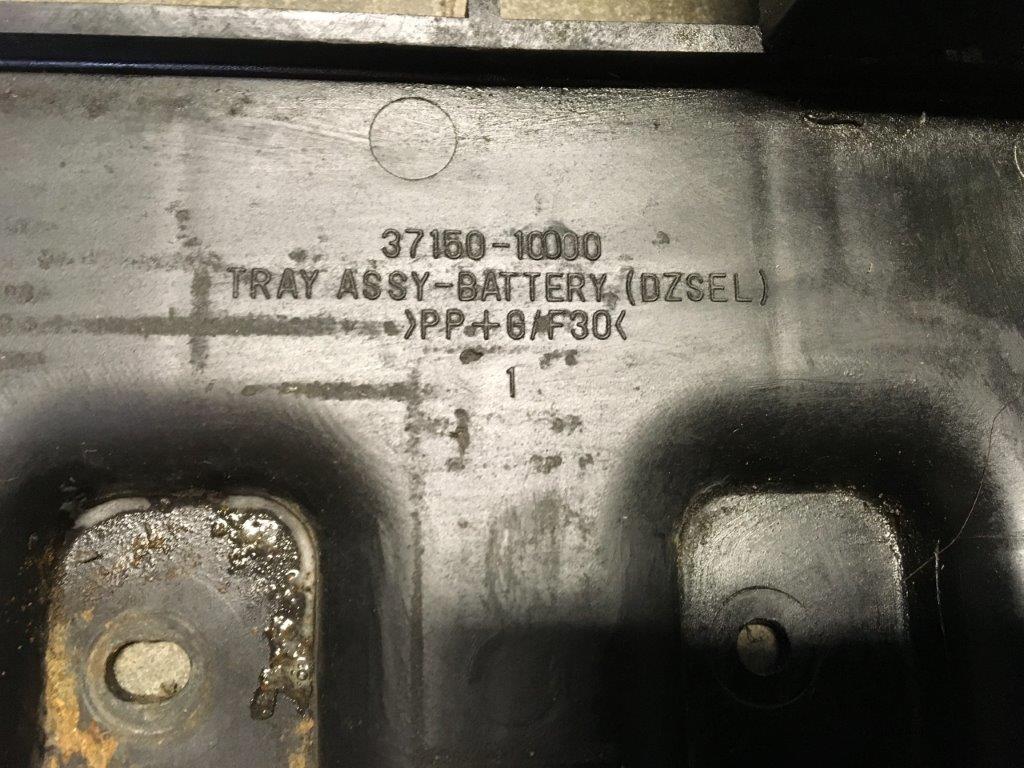 37150-10000
TRAY ASSY-BATTERY (DZSEL)
>PP+G/F30<
1